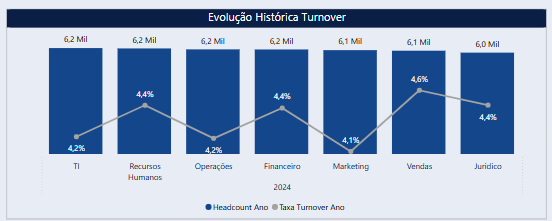 Evolução Histórica Turnover
6,2 Mil 6,2 Mil 6,2 Mil 6,2 Mil 6,1 Mil 6,1 Mil 6,0 Mil
4,2% 4,4% 4,2% 4,4% 4,1% 4,6% 4,4%
TI Recursos Operações Financeiro Marketing Vendas Juridico
Humanos
2024
Headcount Ano Taxa Turnover Ano